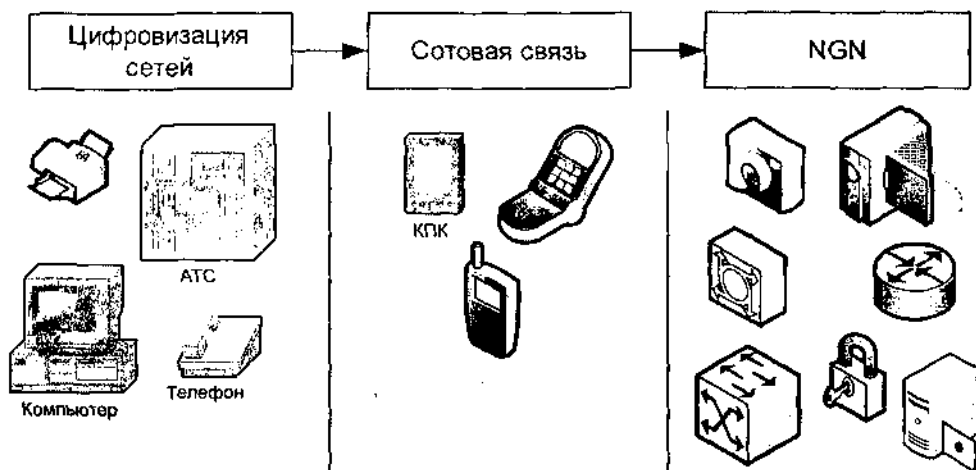 Цифровизация
сетей
Сотовая связь
NGN
АТС
КПК
Компьютер
Телефон